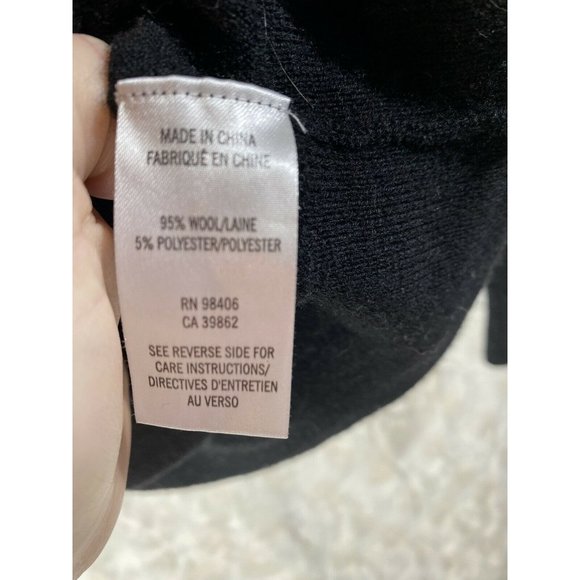 MADE IN CHINA
FABRIQUÉ EN CHINE
95% WOOL/LAINE
5% POLYESTER/POLYESTER
RN 98406
CA 39862
SEE REVERSE SIDE FOR
CARE INSTRUCTIONS/
DIRECTIVES D'ENTRETIEN
AU VERSO